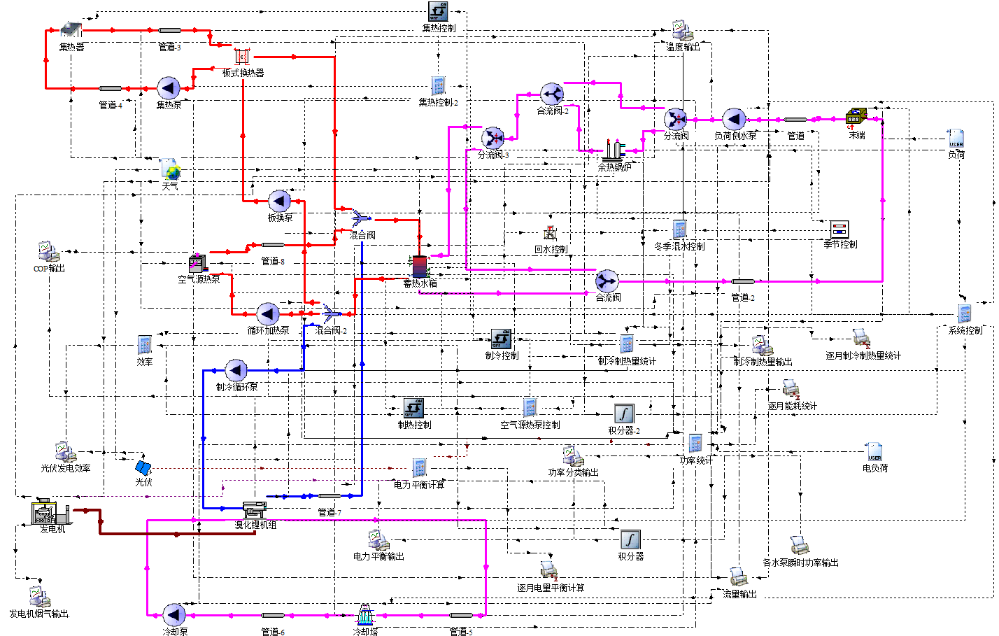 集热控制
集热器
管道-3
温度输出
板式换热器
管道-4
集热泵
集热控制-2
合流阀-2
分流阀-3
分流阀
负荷侧水泵
管道
末端
USER
负荷
余热锅炉
天气
板换泵
混合阀
回水控制
冬季混水控制
季节控制
COP输出
管道-8
空气源热泵
蓄热水箱
合流阀
管道-2
循环加热泵
混合阀-2
系统控制
效率
制冷控制
制冷制热量统计
制冷制热量输出
逐月制冷制热量统计
制冷循环泵
逐月能耗统计
制热控制
空气源热泵控制
积分器-2
光伏发电效率
光伏
电力平衡计算
功率分类输出
功率统计
USER
电负荷
发电机
管道-7
溴化锂机组
电力平衡输出
积分器
各水泵瞬时功率输出
逐月电量平衡计算
流量输出
发电机烟气输出
冷却泵
管道-6
冷却塔
管道-5